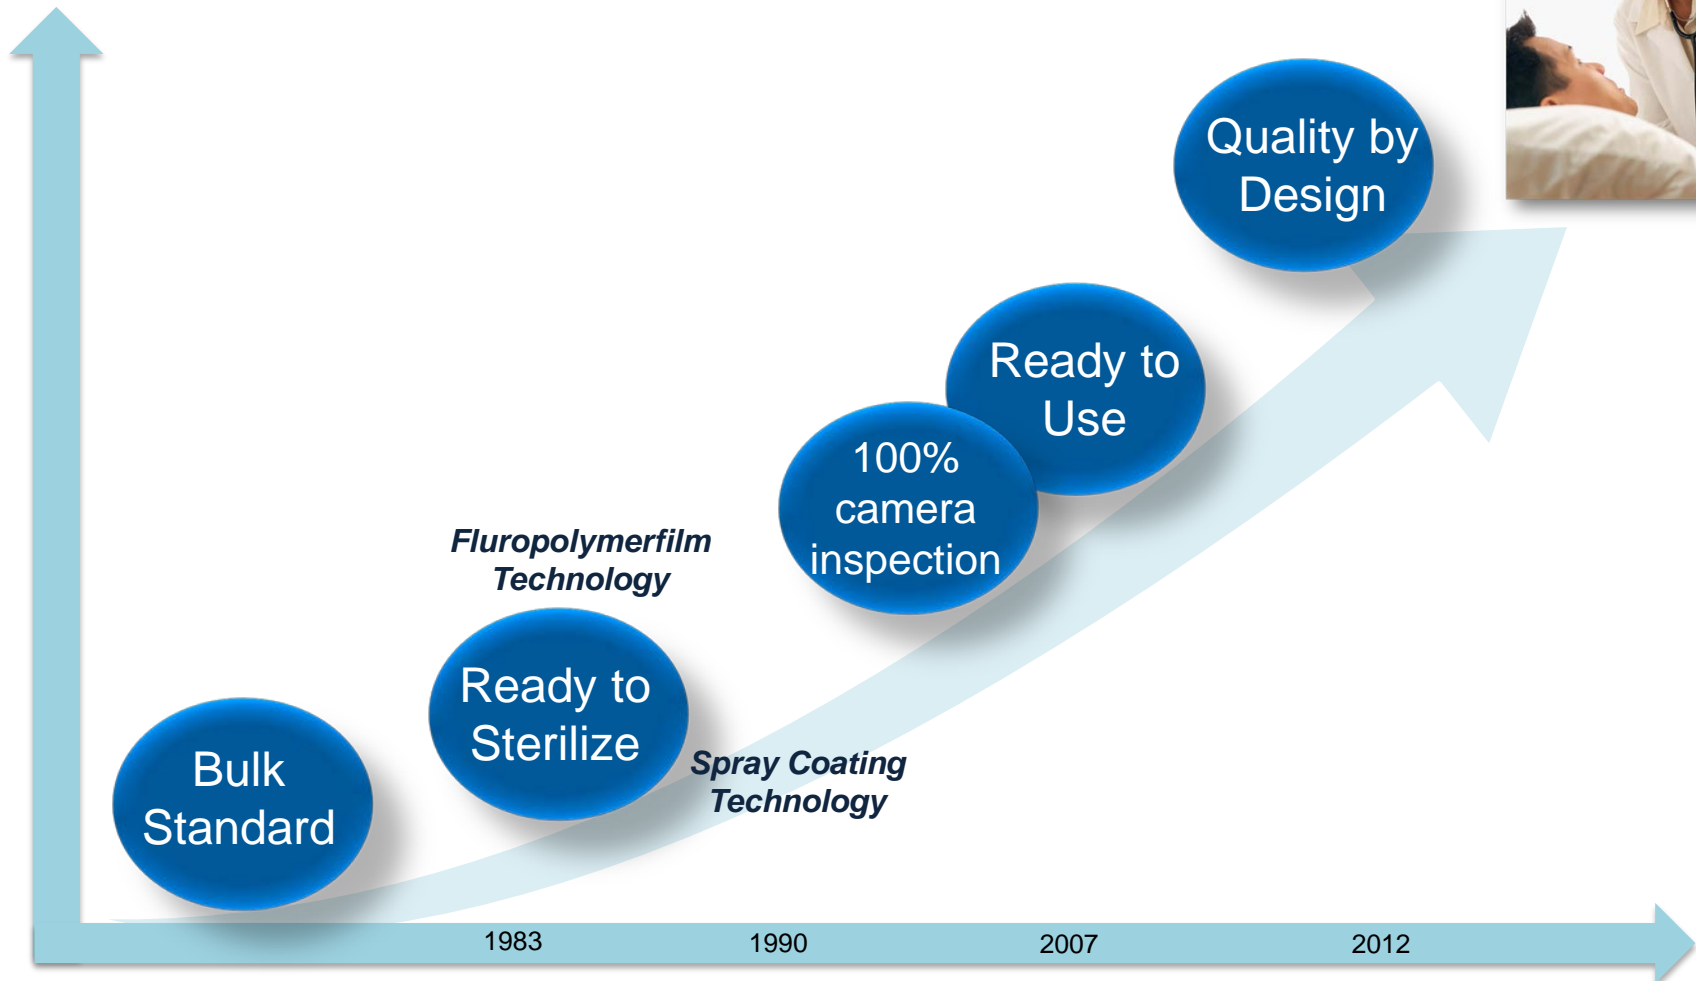 Quality by
Design
Ready to
Use
100%
camera
inspection
Fluropolymerfilm
Technology
Ready to
Sterilize
Spray Coating
Technology
Bulk
Standard
1983
1990
2007
2012